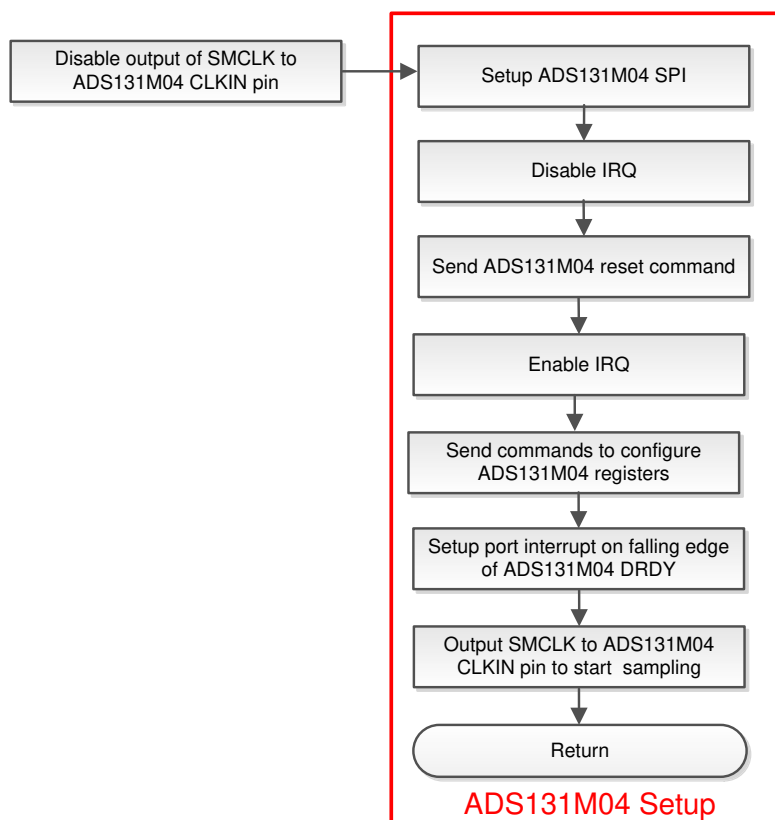 Disable output of SMCLK to
ADS131M04 CLKIN pin
Setup ADS131M04 SPI
Disable IRQ
Send ADS131M04 reset command
Enable IRQ
Send commands to configure
ADS131M04 registers
Setup port interrupt on falling edge
of ADS131M04 DRDY
Output SMCLK to ADS131M04
CLKIN pin to start sampling
Return
ADS131M04 Setup